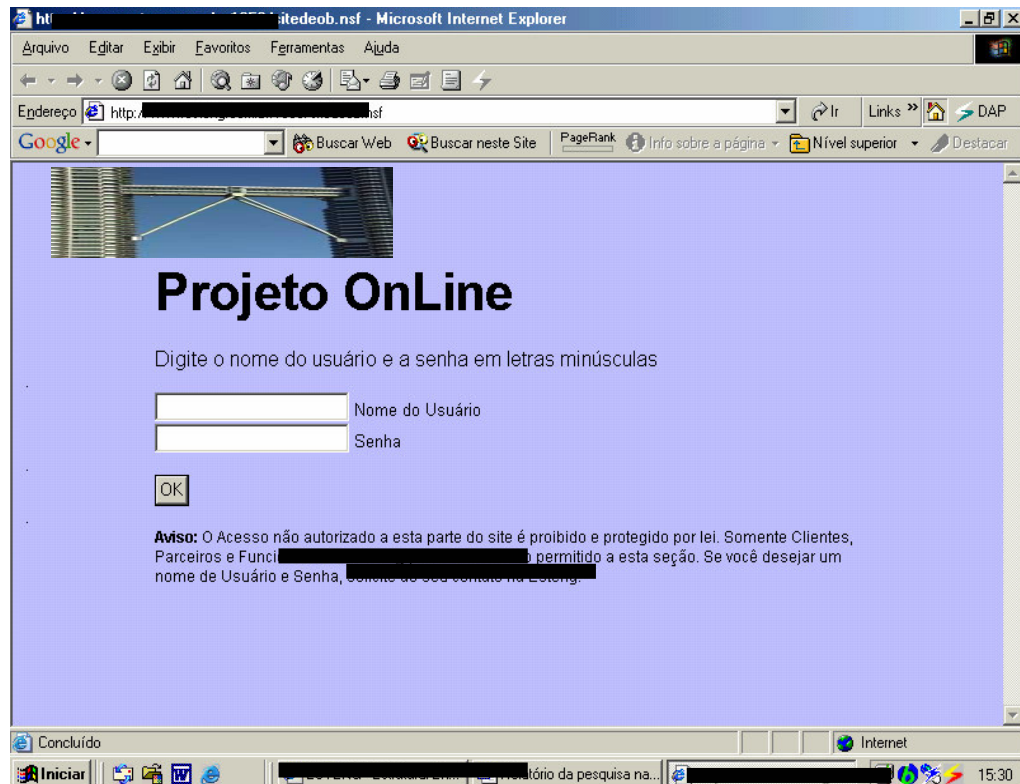 sitedeob.nsf - Microsoft Internet Explorer
Arquivo Editar Exibir Favoritos Ferramentas Ajuda
Endereço http:/ nsf Ir Links » DAP
Google Buscar Web Buscar neste Site PageRank Info sobre a página Nível superior Destacar
Projeto OnLine
Digite o nome do usuário e a senha em letras minúsculas
Nome do Usuário
Senha
OK
Aviso: O Acesso não autorizado a esta parte do site é proibido e protegido por lei. Somente Clientes,
Parceiros e permitido a esta seção. Se você desejar um
nome de Usuário e Senha,
Concluído Internet
Iniciar da pesquisa na... 15:30